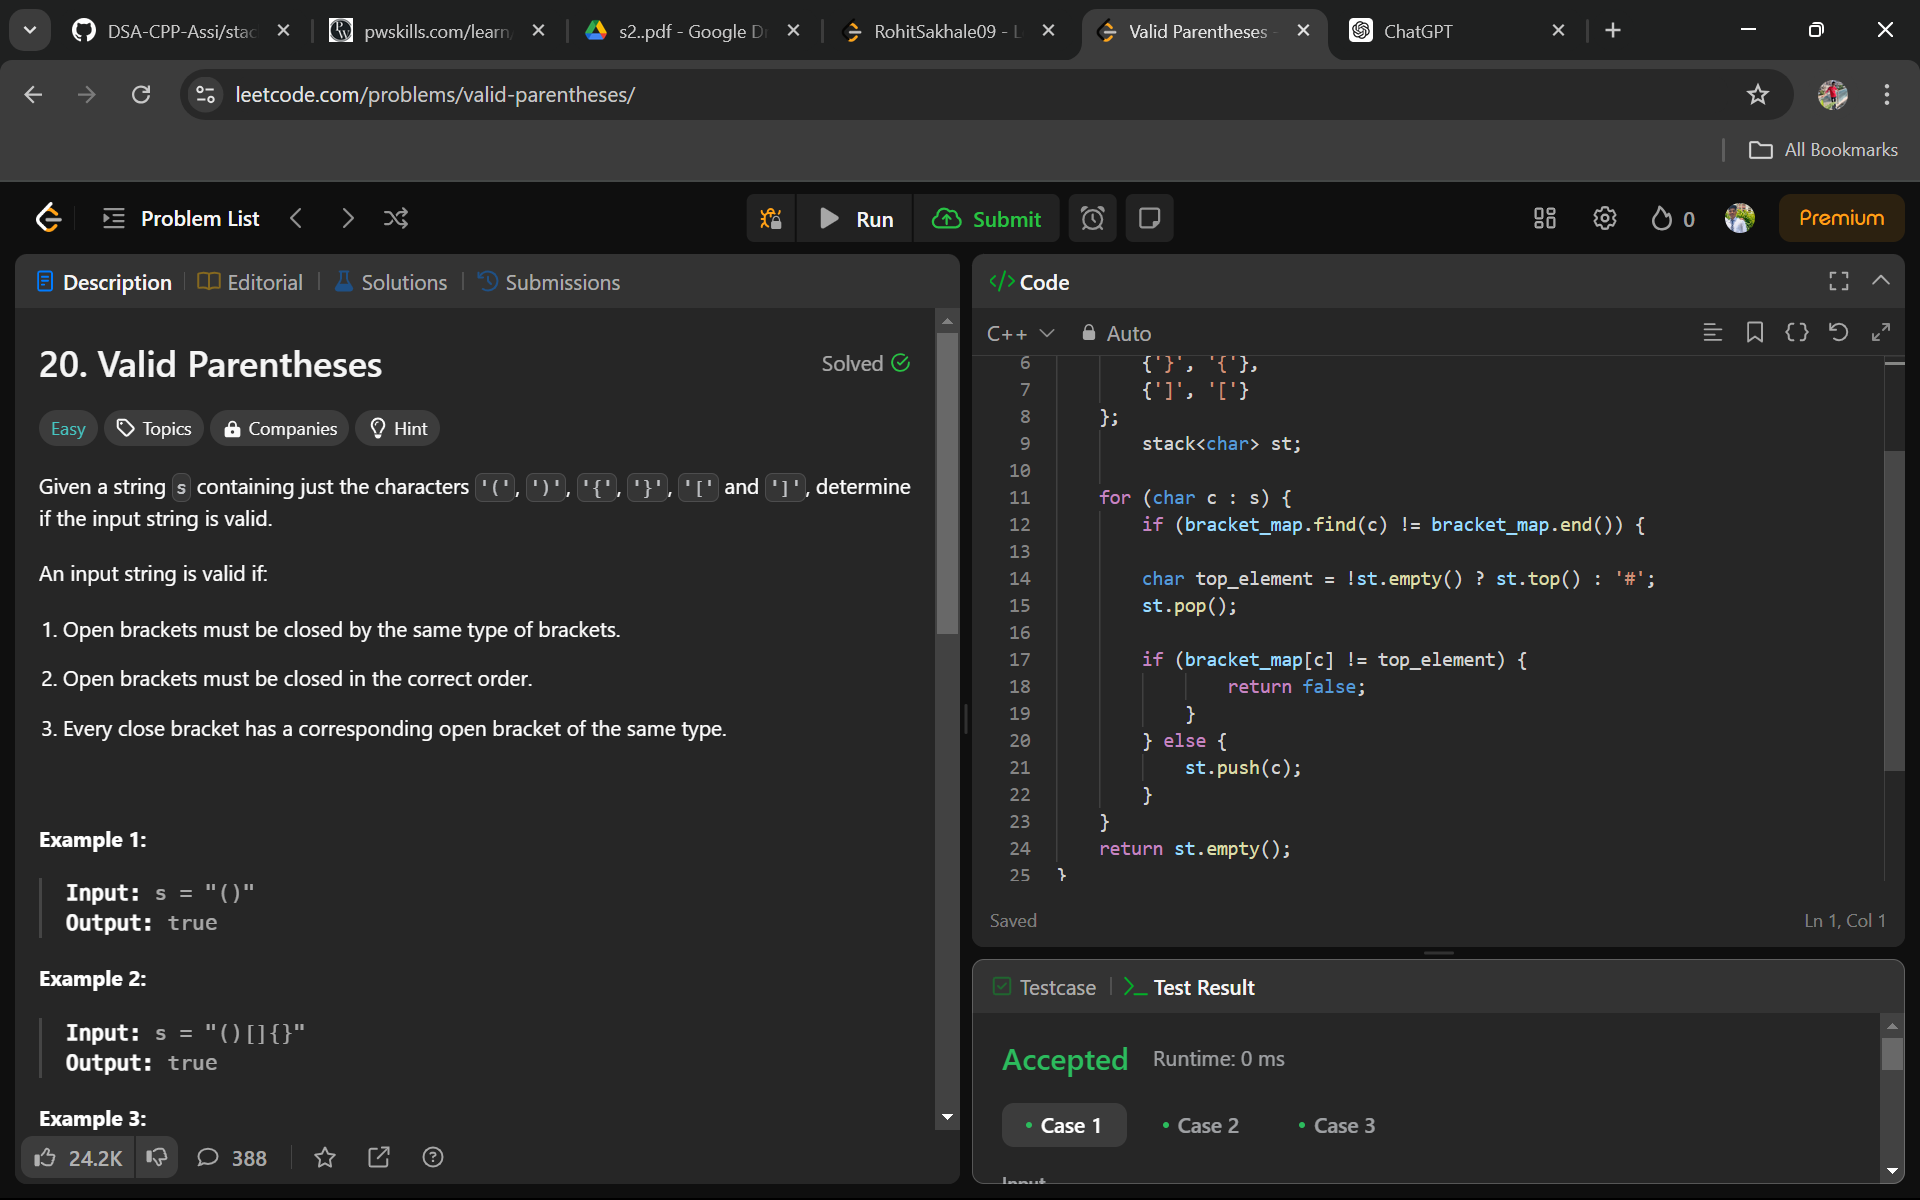 DSA-CPP-Assi/stac
pwskills.com/learn,
s2..pdf - Google Dr
RohitSakhale09 - L
Valid Parentheses -
ChatGPT
leetcode.com/problems/valid-parentheses/
All Bookmarks
Problem List
Run
Submit
0
Premium
Description
Editorial
Solutions
Submissions
20. Valid Parentheses
Solved
Easy
Topics
Companies
Hint
Given a string s containing just the characters '(', ')', '{', '}', '[' and ']', determine
if the input string is valid.
An input string is valid if:
1. Open brackets must be closed by the same type of brackets.
2. Open brackets must be closed in the correct order.
3. Every close bracket has a corresponding open bracket of the same type.
Example 1:
Input: s = "()"
Output: true
Example 2:
Input: s = "()[]{}"
Output: true
Example 3:
24.2K
388
</> Code
C++
Auto
6 {'}', '{'},
7 {']', '['}
8 };
9 stack<char> st;
10
11 for (char c : s) {
12 if (bracket_map.find(c) != bracket_map.end()) {
13
14 char top_element = !st.empty() ? st.top() : '#';
15 st.pop();
16
17 if (bracket_map[c] != top_element) {
18 return false;
19 }
20 } else {
21 st.push(c);
22 }
23 }
24 return st.empty();
25 }
Saved
Ln 1, Col 1
Testcase
Test Result
Accepted
Runtime: 0 ms
Case 1
Case 2
Case 3
Input